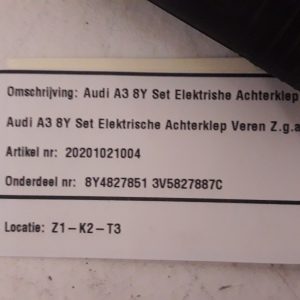 Omschrijving: Audi A3 8Y Set Elektrishe Achterklep
Audi A3 8Y Set Elektrische Achterklep Veren Z.g.a
Artikel nr: 20201021004
Onderdeel nr: 8Y4827851 3V5827887C
Locatie: Z1-K2-T3